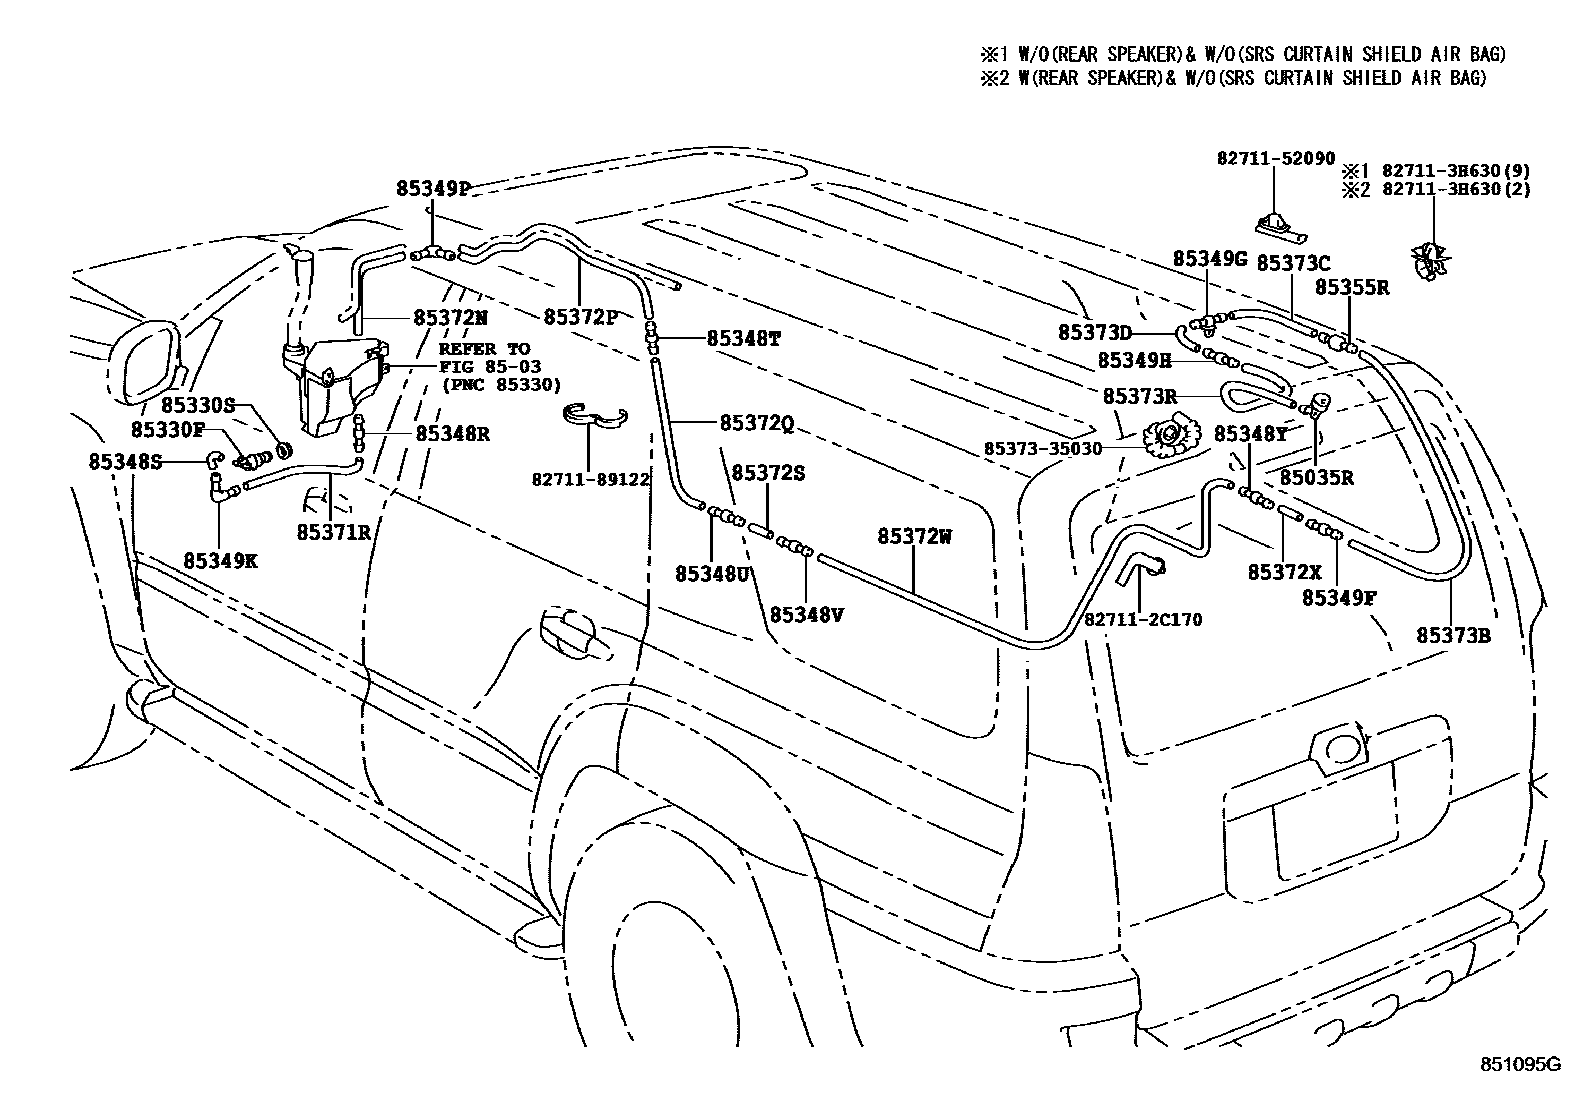 ※1 W/O(REAR SPEAKER)& W/O(SRS CURTAIN SHIELD AIR BAG)
※2 W(REAR SPEAKER)& W/O(SRS CURTAIN SHIELD AIR BAG)
82711-52090
※1 82711-3H630(9)
※2 82711-3H630(2)
85349P
85349G
85373C
85355R
85372N
85372P
85373D
85348T
REFER TO
FIG 85-03
(PNC 85330)
85349H
85373R
85330S
85330F
85348R
85372Q
85373-35030
85348Y
85348S
82711-89122
85372S
85035R
85371R
85372W
85349K
85348U
85372X
85349F
85348V
82711-2C170
85373B
851095G